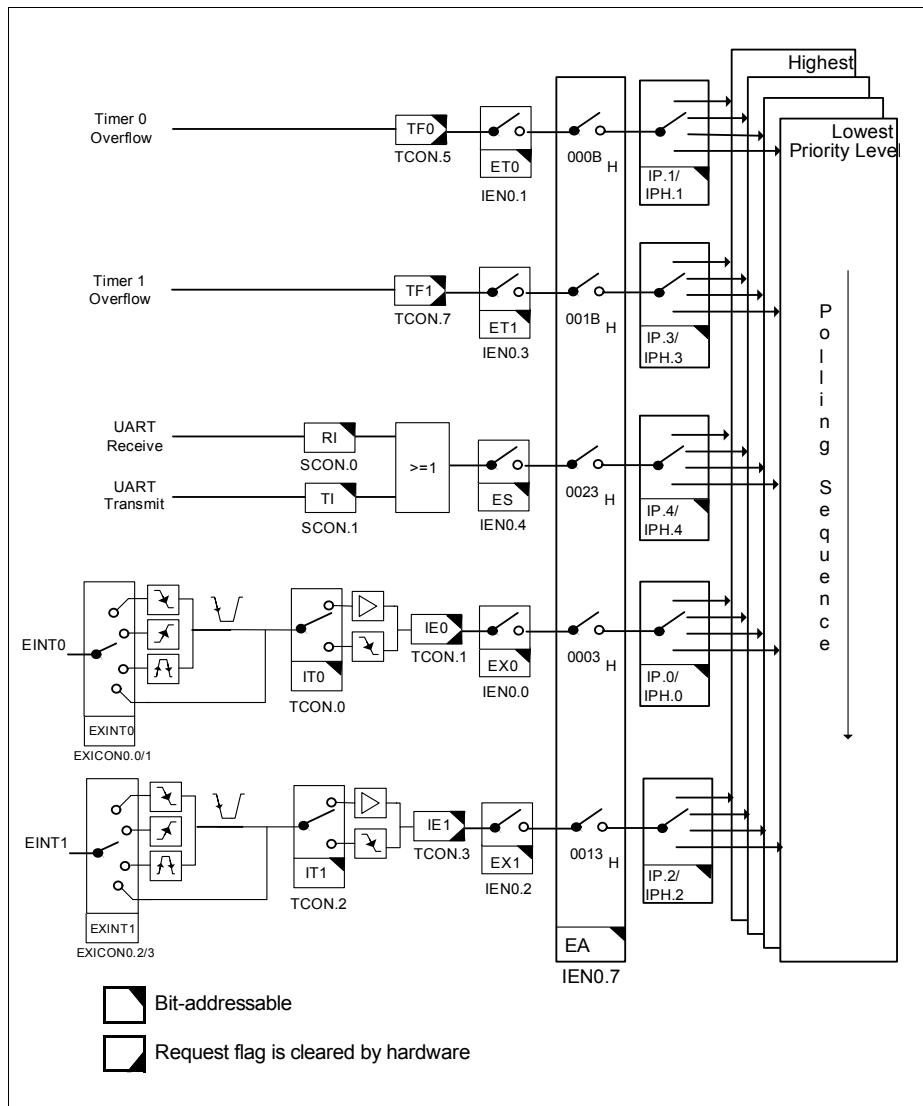 Highest
Lowest
Priority Level
Timer 0
Overflow
TF0
TCON.5
ET0
IEN0.1
000B
H
IP.1/
IPH.1
Timer 1
Overflow
TF1
TCON.7
ET1
IEN0.3
001B
H
IP.3/
IPH.3
UART
Receive
RI
SCON.0
UART
Transmit
TI
SCON.1
>=1
ES
IEN0.4
0023
H
IP.4/
IPH.4
EINT0
EXINT0
EXICON0.0/1
IT0
TCON.0
IE0
TCON.1
EX0
IEN0.0
0003
H
IP.0/
IPH.0
EINT1
EXINT1
EXICON0.2/3
IT1
TCON.2
IE1
TCON.3
EX1
IEN0.2
0013
H
IP.2/
IPH.2
EA
IEN0.7
Polling Sequence
Bit-addressable
Request flag is cleared by hardware